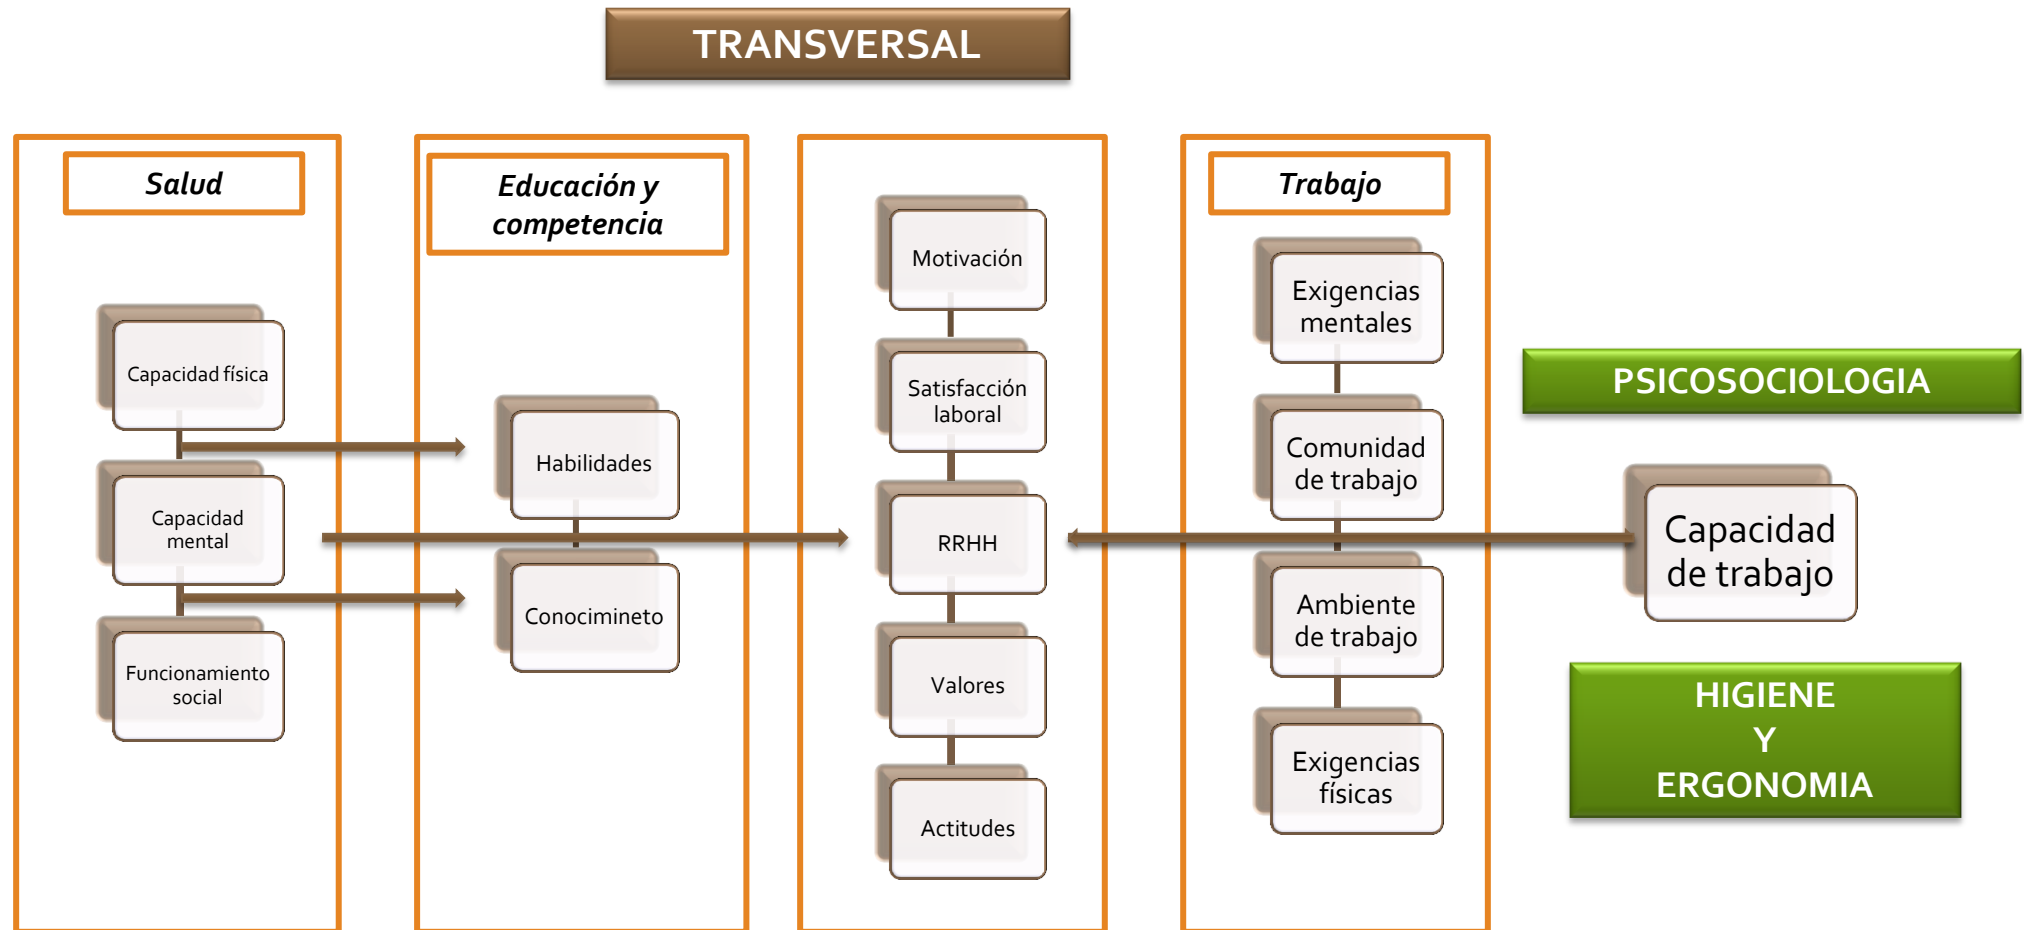 TRANSVERSAL
Salud
Capacidad física
Capacidad
mental
Funcionamiento
social
Educación y
competencia
Habilidades
Conocimineto
Motivación
Satisfacción
laboral
RRHH
Valores
Actitudes
Trabajo
Exigencias
mentales
Comunidad
de trabajo
Ambiente
de trabajo
Exigencias
físicas
PSICOSOCIOLOGIA
Capacidad
de trabajo
HIGIENE
Y
ERGONOMIA